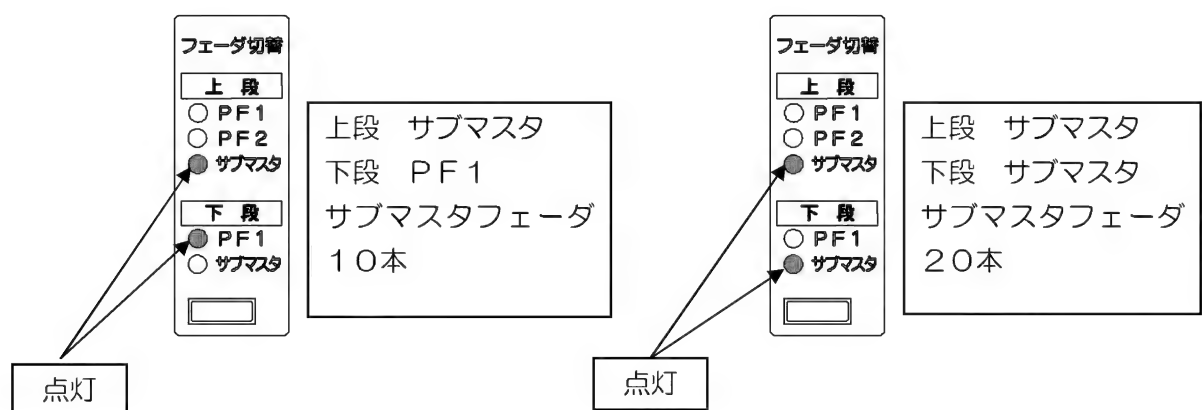 フェーダ切替
上 段
PF1
PF2
サブマスタ
下 段
PF1
サブマスタ
上段 サブマスタ
下段 PF1
サブマスタフェーダ
10本
点灯
フェーダ切替
上 段
PF1
PF2
サブマスタ
下 段
PF1
サブマスタ
上段 サブマスタ
下段 サブマスタ
サブマスタフェーダ
20本
点灯